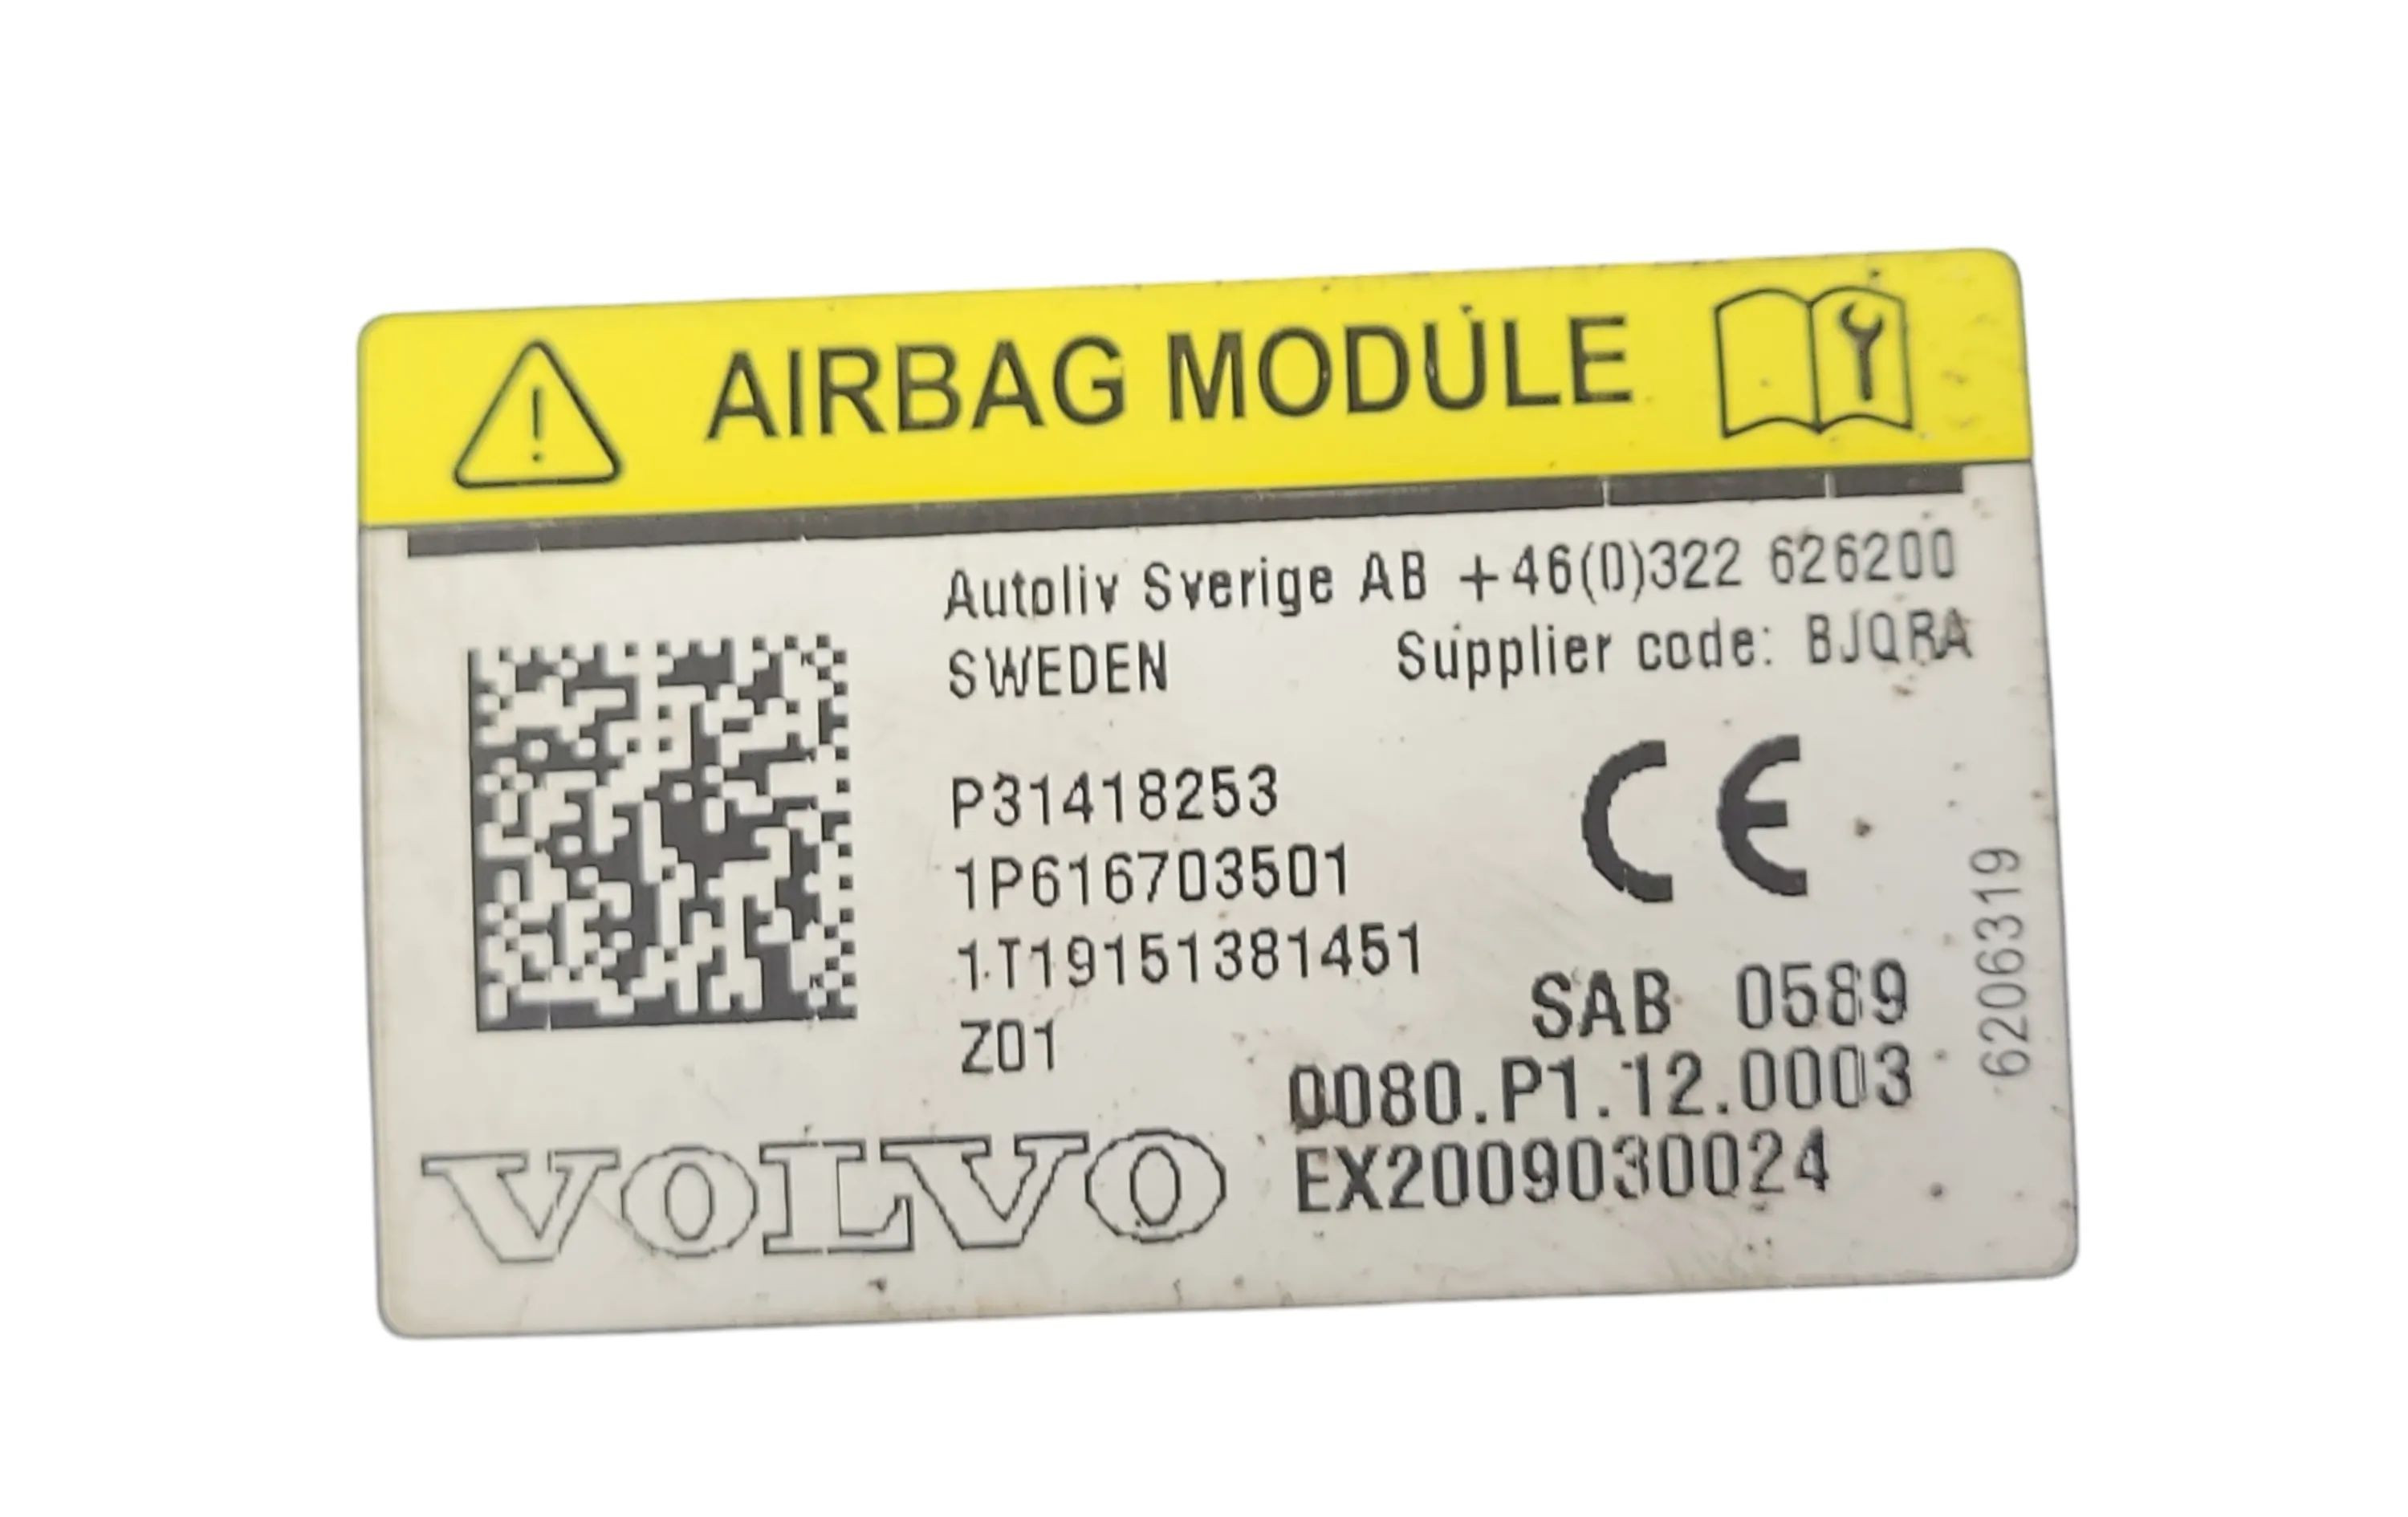 AIRBAG MODULE
Autoliv Sverige AB +46(0)322 626200
SWEDEN Supplier code: BJQRA
P31418253
1P616703501
1T19151381451
Z01
CE
SAB 0589
0080.P1.12.0003
EX2009030024
VOLVO
6206319